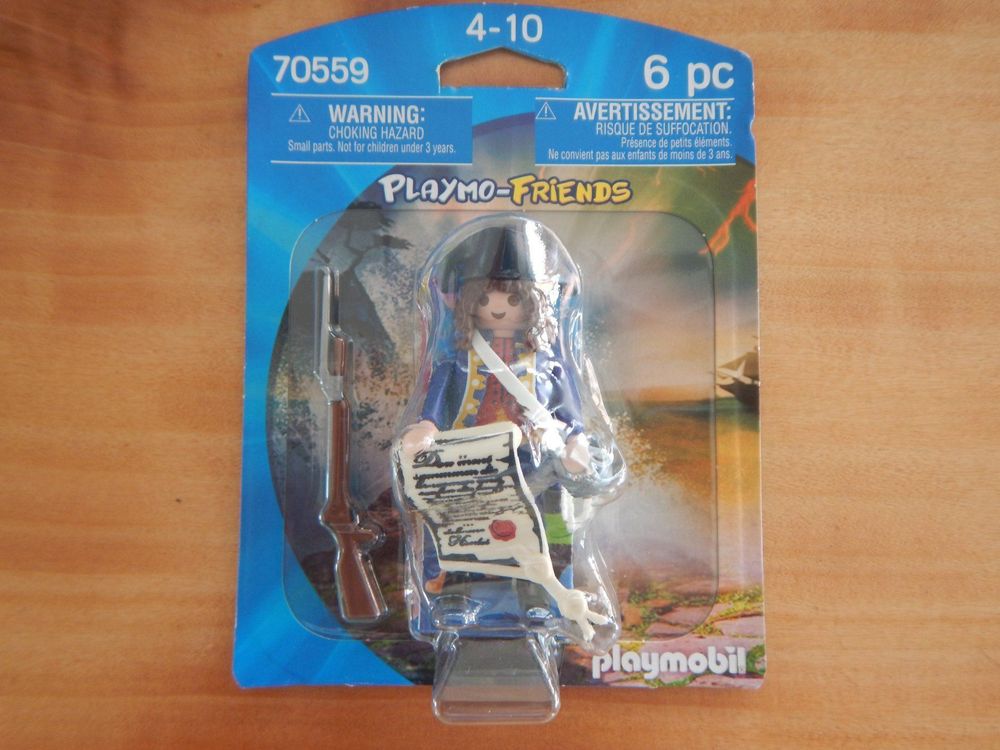 4-10
70559
6 pc
WARNING:
CHOKING HAZARD
Small parts. Not for children under 3 years.
AVERTISSEMENT:
RISQUE DE SUFFOCATION.
Présence de petits éléments.
Ne convient pas aux enfants de moins de 3 ans.
PLAYMO-FRiENDS
playmobil